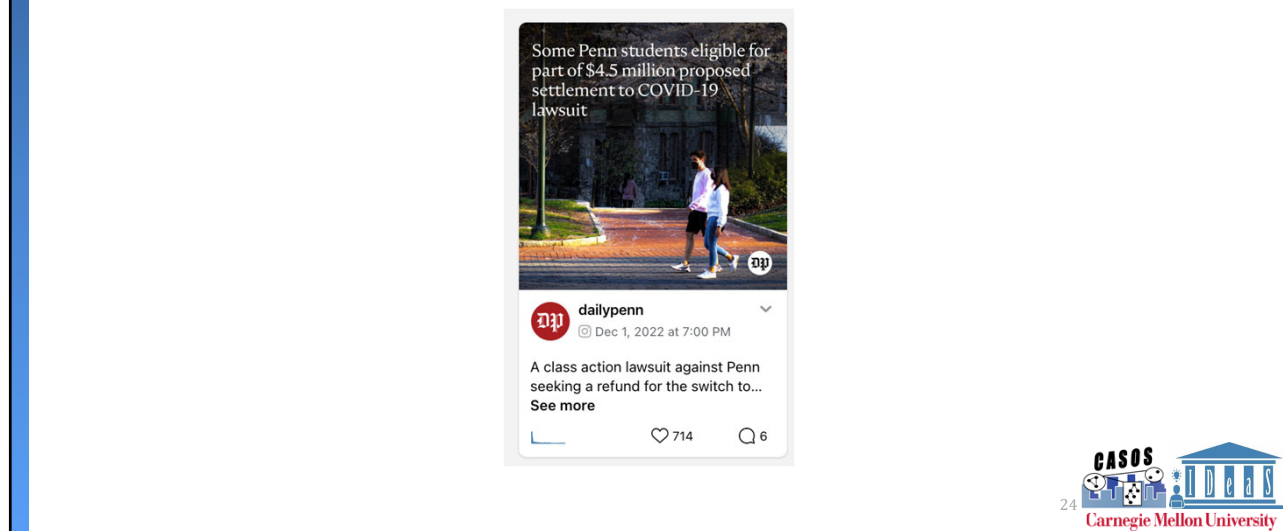 Some Penn students eligible for
part of $4.5 million proposed
settlement to COVID-19
lawsuit
DP
DP
dailypenn
Dec 1, 2022 at 7:00 PM
A class action lawsuit against Penn
seeking a refund for the switch to...
See more
714
6
24
CASOS
IDeaS
Carnegie Mellon University